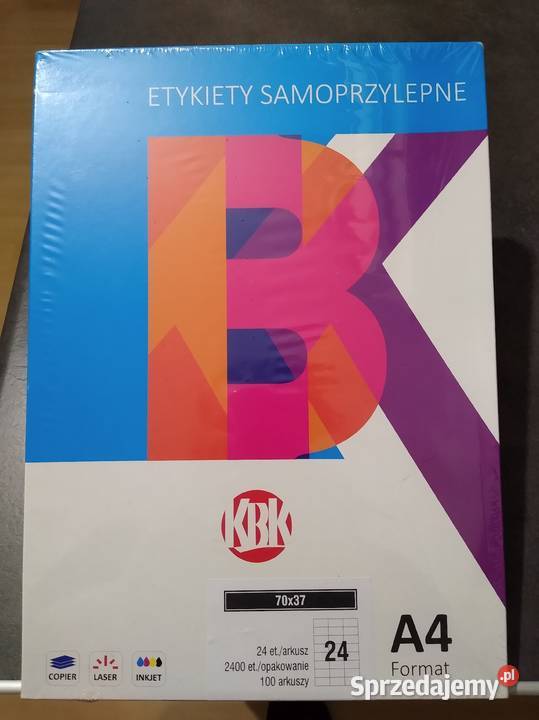 ETYKIETY SAMOPRZYLEPNE
BK
KBK
70x37
24 et./arkusz
2400 et./opakowanie
100 arkuszy
24
A4
Format
COPIER
LASER
INKJET
Sprzedajemy.pl